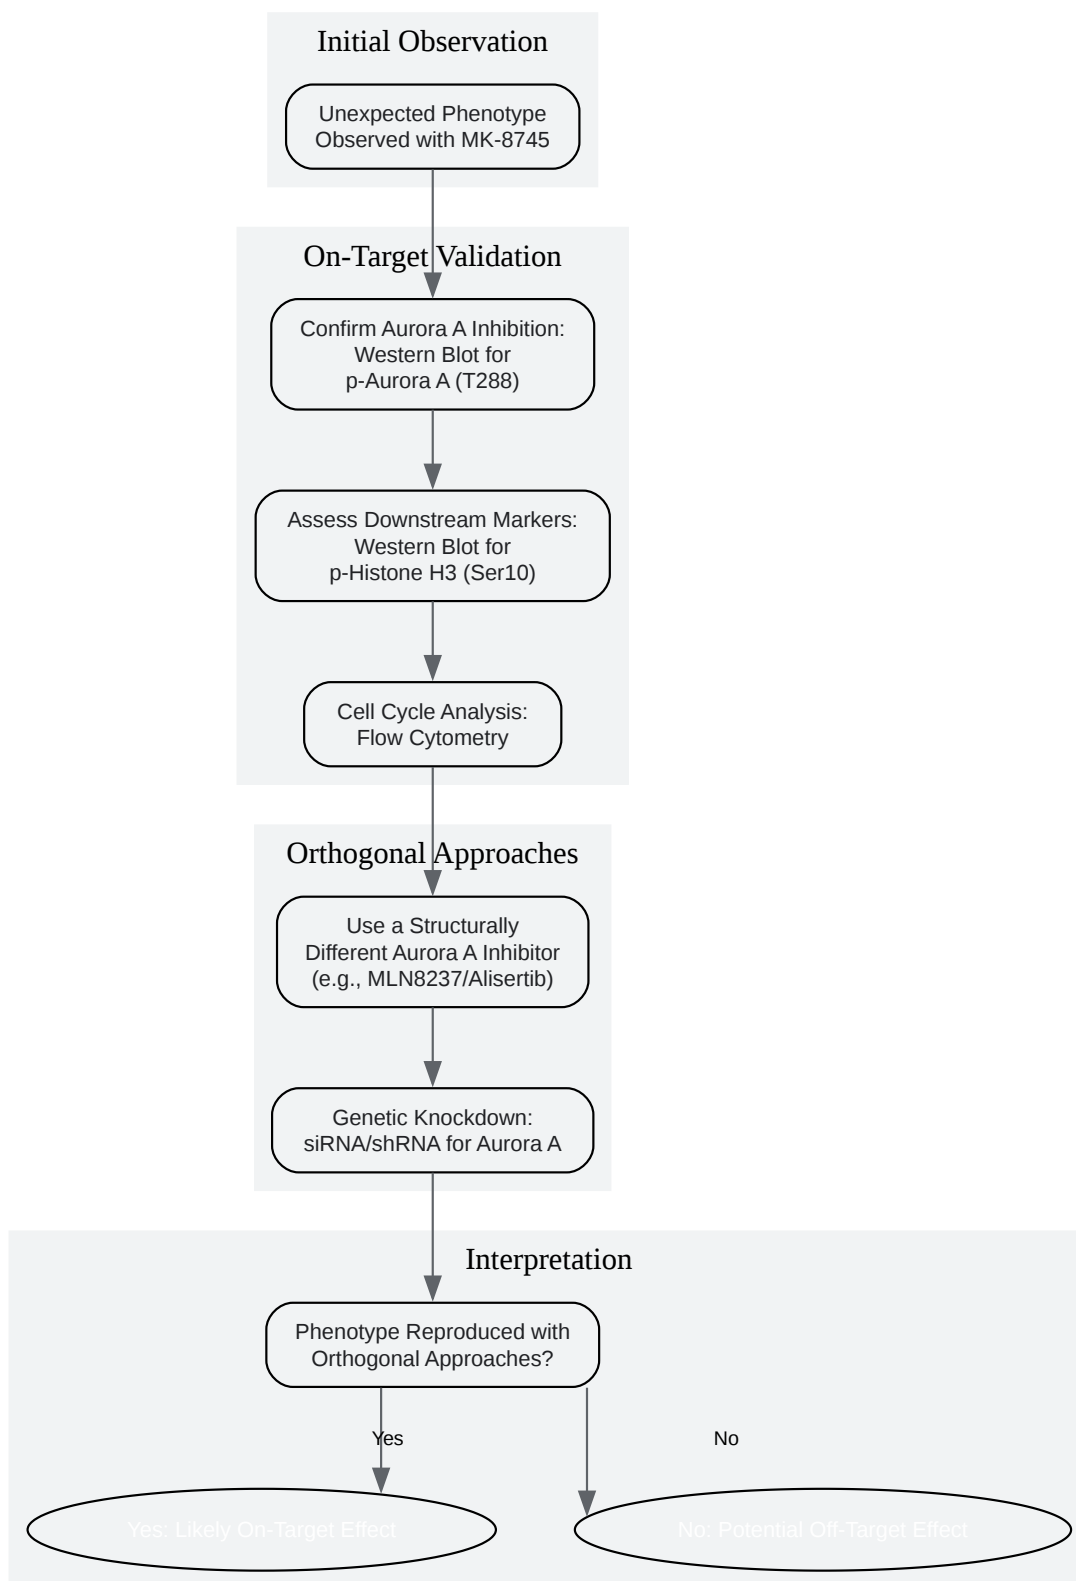 Initial Observation
Unexpected Phenotype
Observed with MK-8745
On-Target Validation
Confirm Aurora A Inhibition:
Western Blot for
p-Aurora A (T288)
Assess Downstream Markers:
Western Blot for
p-Histone H3 (Ser10)
Cell Cycle Analysis:
Flow Cytometry
Orthogonal Approaches
Use a Structurally
Different Aurora A Inhibitor
(e.g., MLN8237/Alisertib)
Genetic Knockdown:
siRNA/shRNA for Aurora A
Interpretation
Phenotype Reproduced with
Orthogonal Approaches?
Yes
No
Yes: Likely On-Target Effect
No: Potential Off-Target Effect